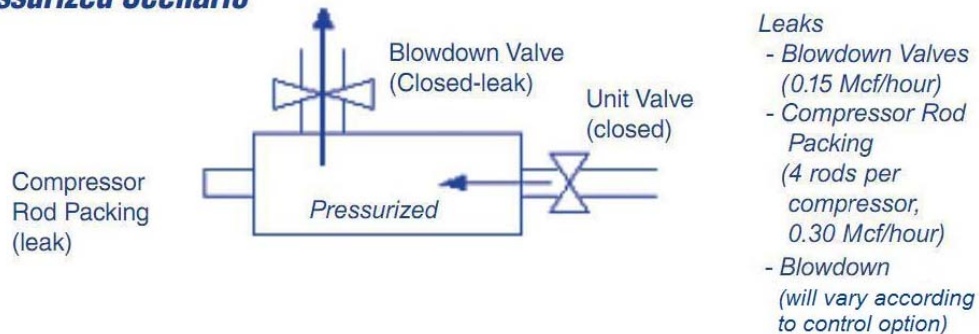 Blowdown Valve
(Closed-leak)
Unit Valve
(closed)
Compressor
Rod Packing
(leak)
Pressurized
Leaks
- Blowdown Valves
(0.15 Mcf/hour)
- Compressor Rod
Packing
(4 rods per
compressor,
0.30 Mcf/hour)
- Blowdown
(will vary according
to control option)